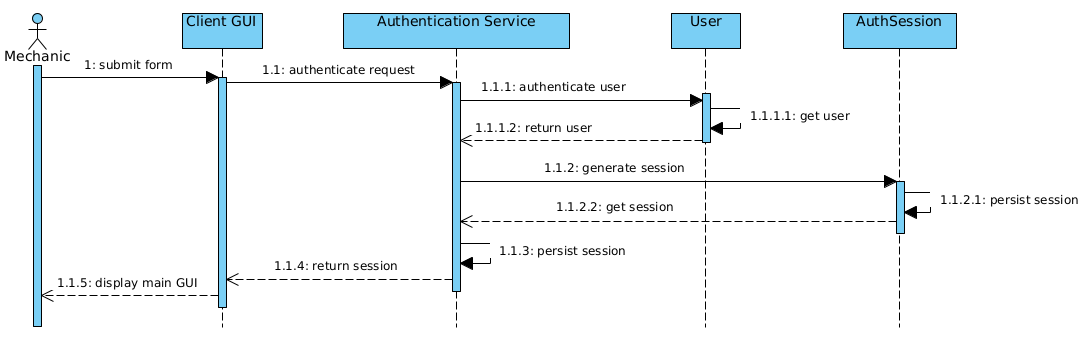 Client GUI
Authentication Service
User
AuthSession
Mechanic
1: submit form
1.1: authenticate request
1.1.1: authenticate user
1.1.1.1: get user
1.1.1.2: return user
1.1.2: generate session
1.1.2.1: persist session
1.1.2.2: get session
1.1.3: persist session
1.1.4: return session
1.1.5: display main GUI